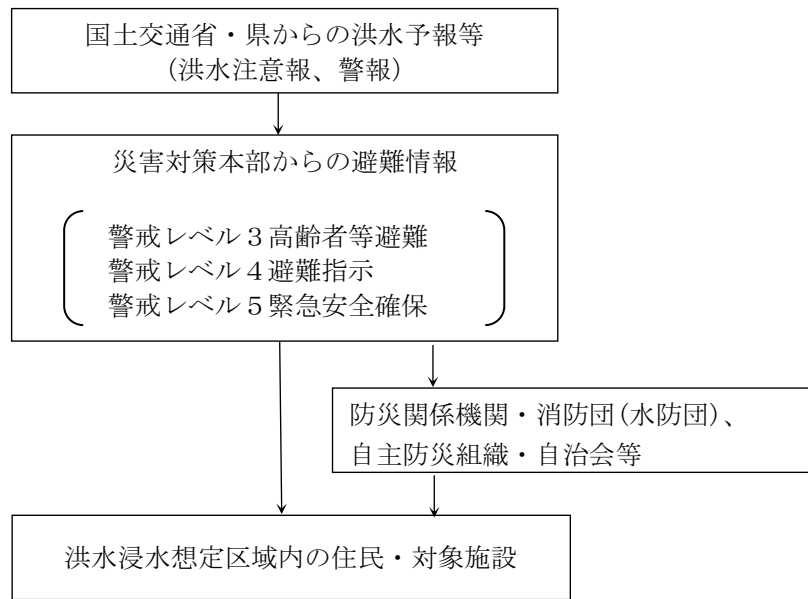 国土交通省・県からの洪水予報等
(洪水注意報、警報)
災害対策本部からの避難情報
警戒レベル３高齢者等避難
警戒レベル４避難指示
警戒レベル５緊急安全確保
防災関係機関・消防団(水防団)、
自主防災組織・自治会等
洪水浸水想定区域内の住民・対象施設